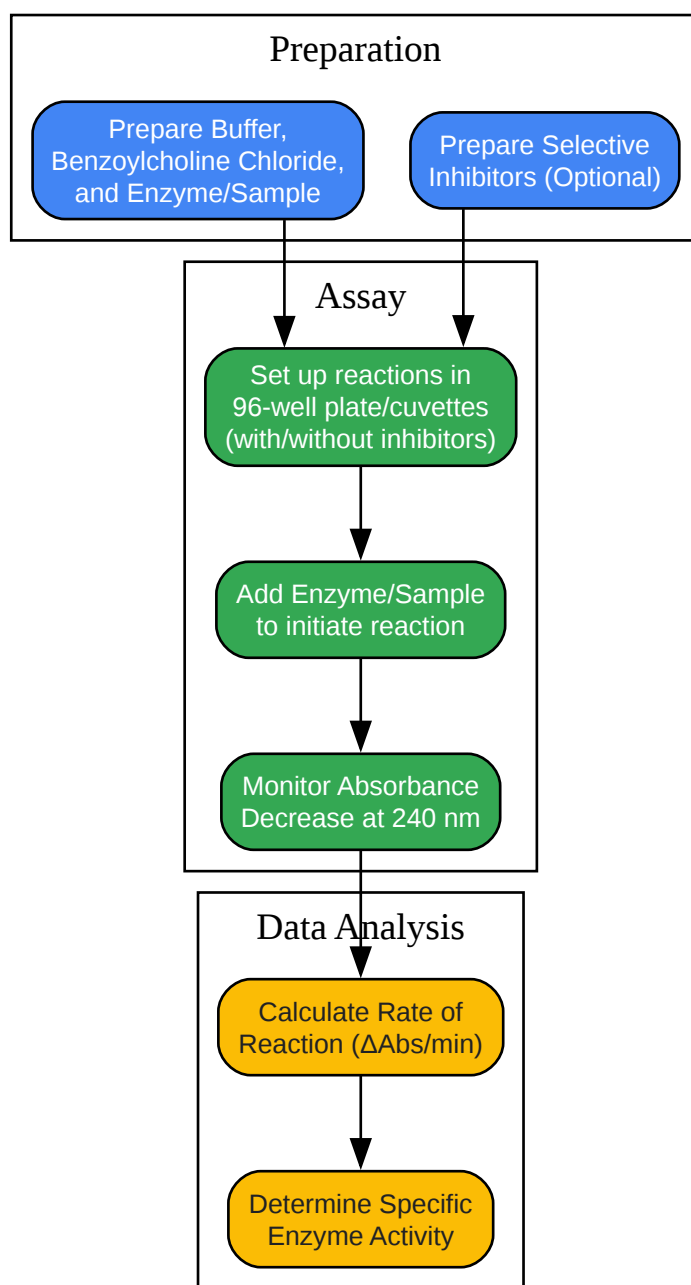 Preparation
Prepare Buffer,
Benzoylcholine Chloride,
and Enzyme/Sample
Prepare Selective
Inhibitors (Optional)
Assay
Set up reactions in
96-well plate/cuvettes
(with/without inhibitors)
Add Enzyme/Sample
to initiate reaction
Monitor Absorbance
Decrease at 240 nm
Data Analysis
Calculate Rate of
Reaction (ΔAbs/min)
Determine Specific
Enzyme Activity